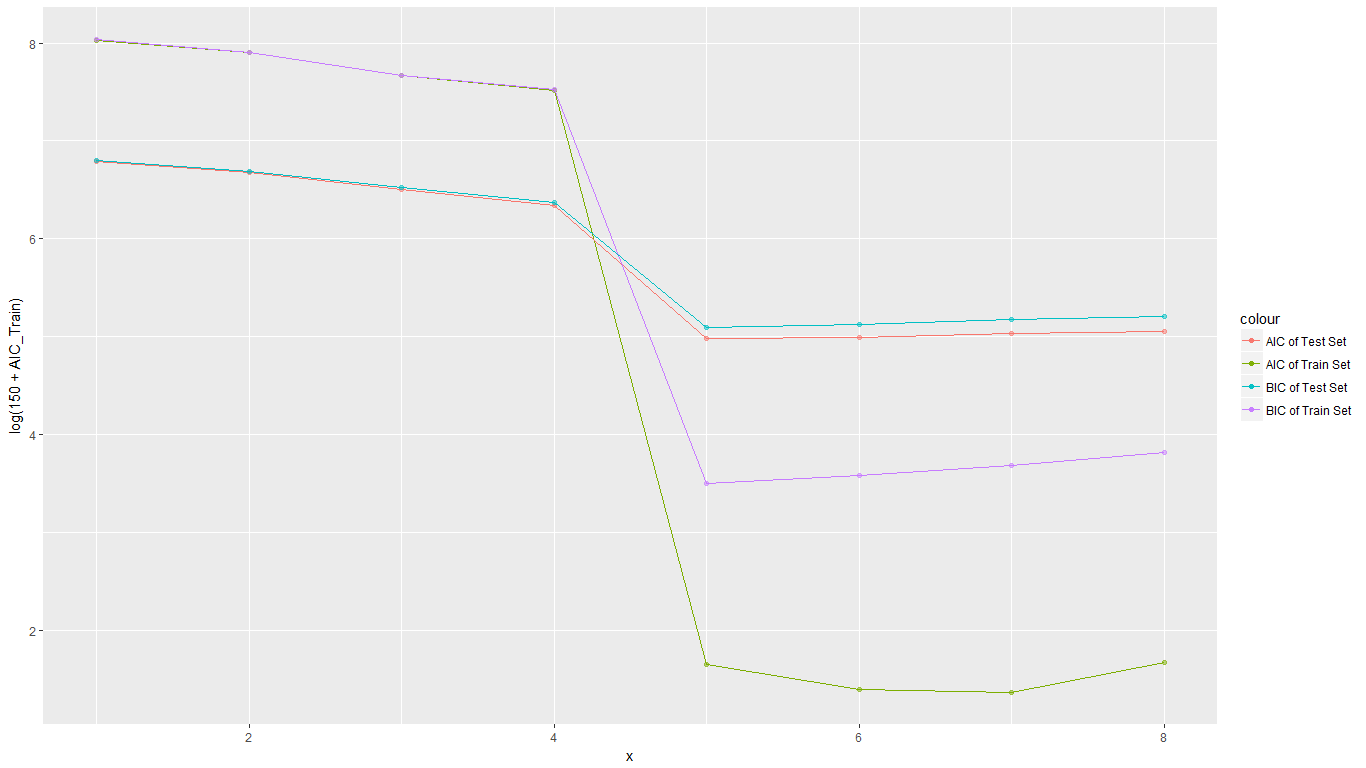 8
6
4
2
log(150 + AIC_Train)
2
4
6
8
x
colour
AIC of Test Set
AIC of Train Set
BIC of Test Set
BIC of Train Set